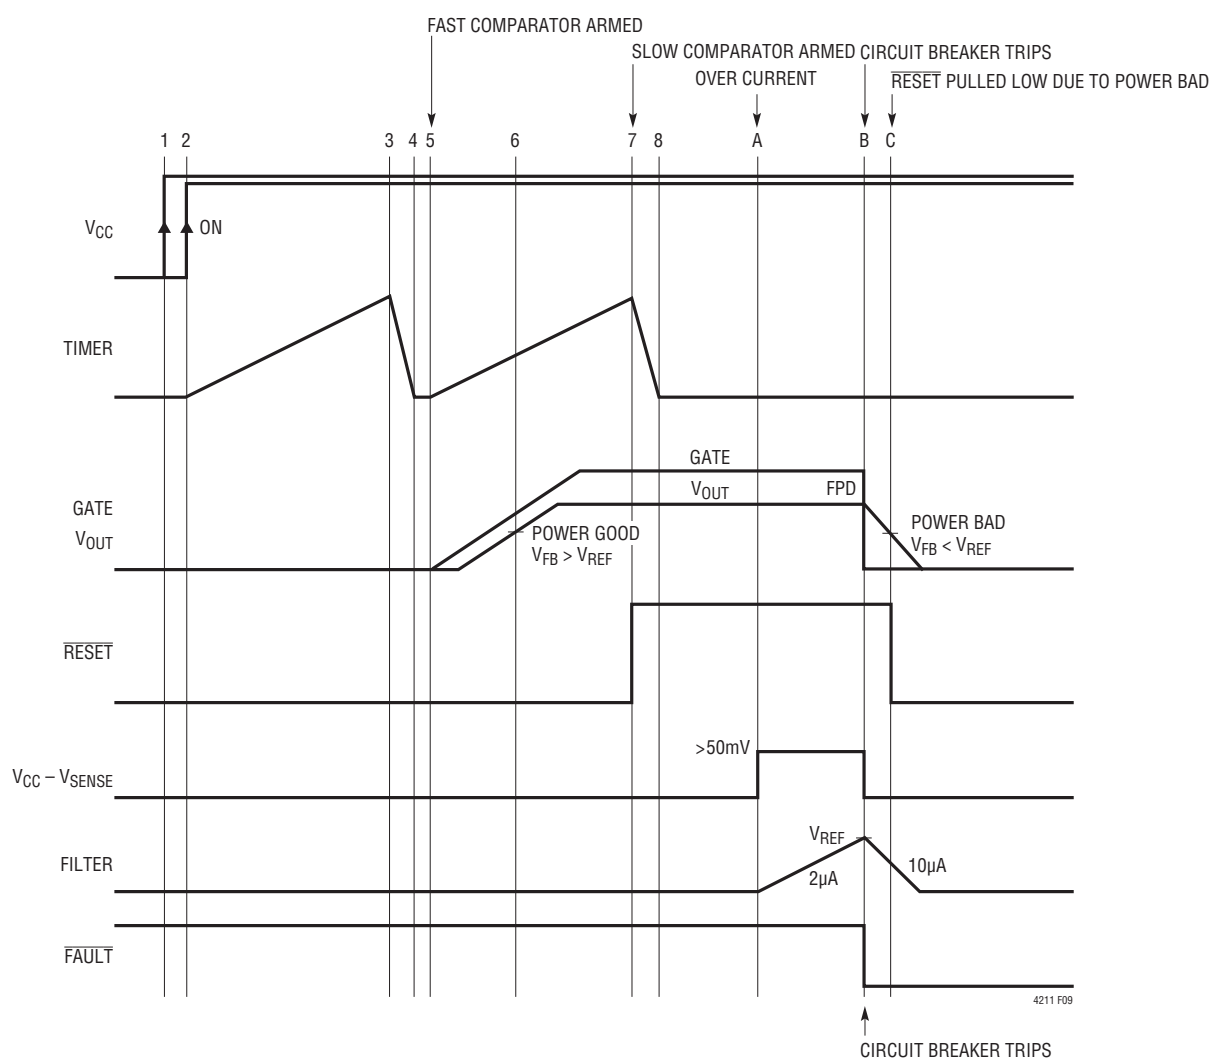 FAST COMPARATOR ARMED
SLOW COMPARATOR ARMED
CIRCUIT BREAKER TRIPS
OVER CURRENT
RESET PULLED LOW DUE TO POWER BAD
1 2 3 4 5 6 7 8 A B C
VCC
ON
TIMER
GATE
VOUT
GATE
VOUT
FPD
POWER GOOD
VFB > VREF
POWER BAD
VFB < VREF
RESET
>50mV
VCC – VSENSE
VREF
FILTER
2µA
10µA
FAULT
4211 F09
CIRCUIT BREAKER TRIPS